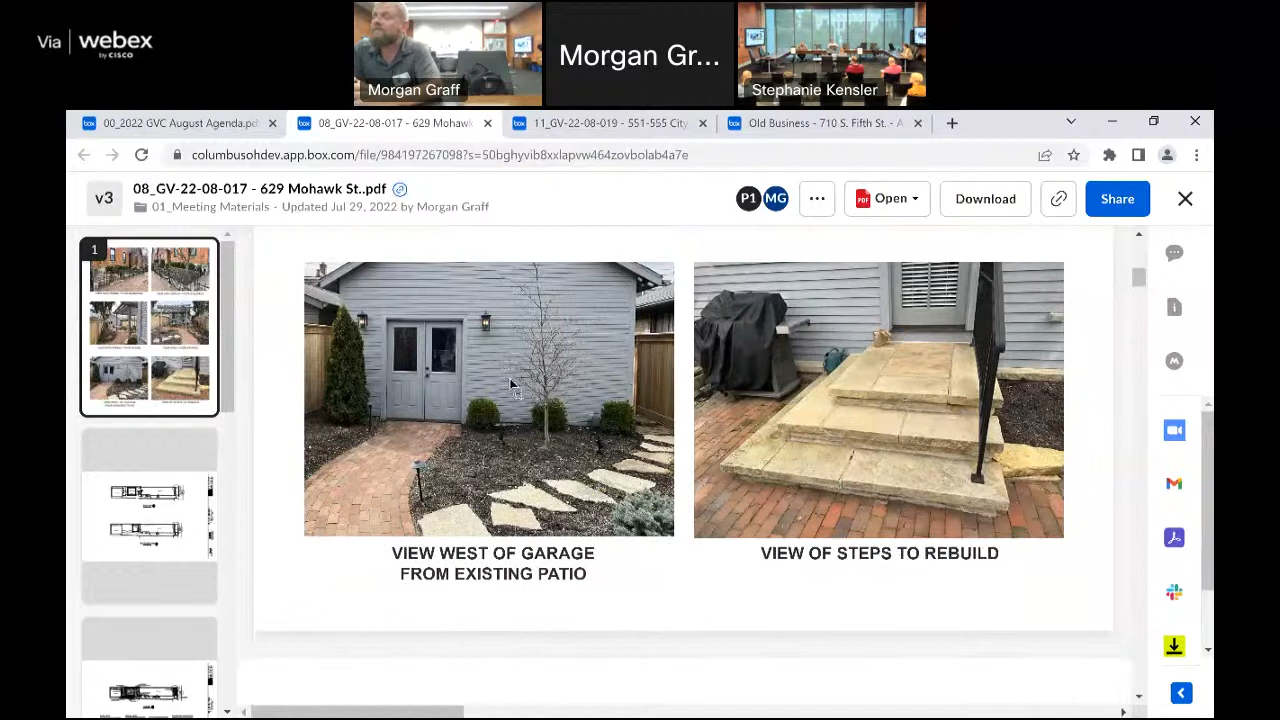 Via webex
by CISCO
Morgan Graff
Morgan Gr...
Stephanie Kensler
00_2022 GVC August Agenda.pd
08_GV-22-08-017 - 629 Mohawk
11_GV-22-08-019 - 551-555 City
Old Business - 710 S. Fifth St. - A
columbusohdev.app.box.com/file/984197267098?s=50bghyvib8xxlapvw464zovbolab4a7e
v3
08_GV-22-08-017 - 629 Mohawk St..pdf
01_Meeting Materials • Updated Jul 29, 2022 by Morgan Graff
P1
MG
Open
Download
Share
1
VIEW WEST OF GARAGE
FROM EXISTING PATIO
VIEW OF STEPS TO REBUILD